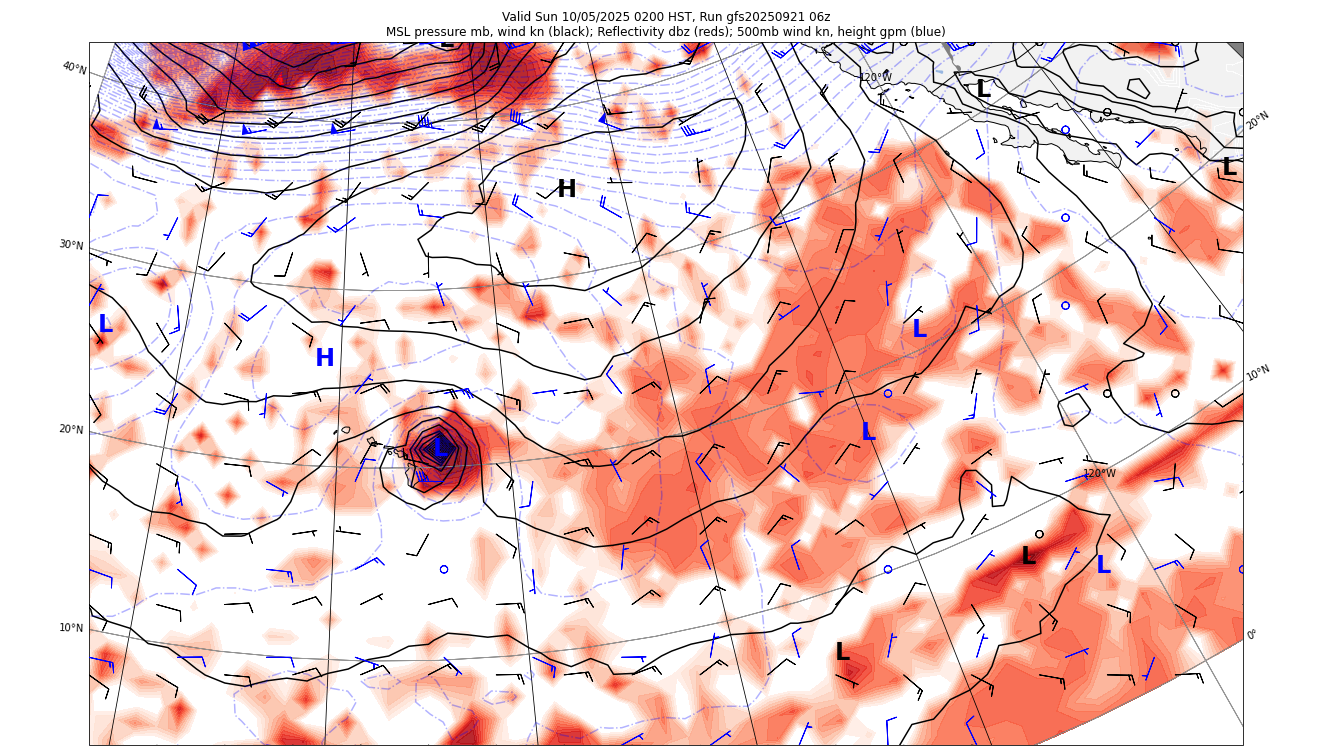 Valid Sun 10/05/2025 0200 HST, Run gfs20250921 06z
MSL pressure mb, wind kn (black); Reflectivity dbz (reds); 500mb wind kn, height gpm (blue)
L
40°N
120°W
L
20°N
L
H
30°N
L
L
H
10°N
20°N
L
L
120°W
L
L
10°N
0°
L